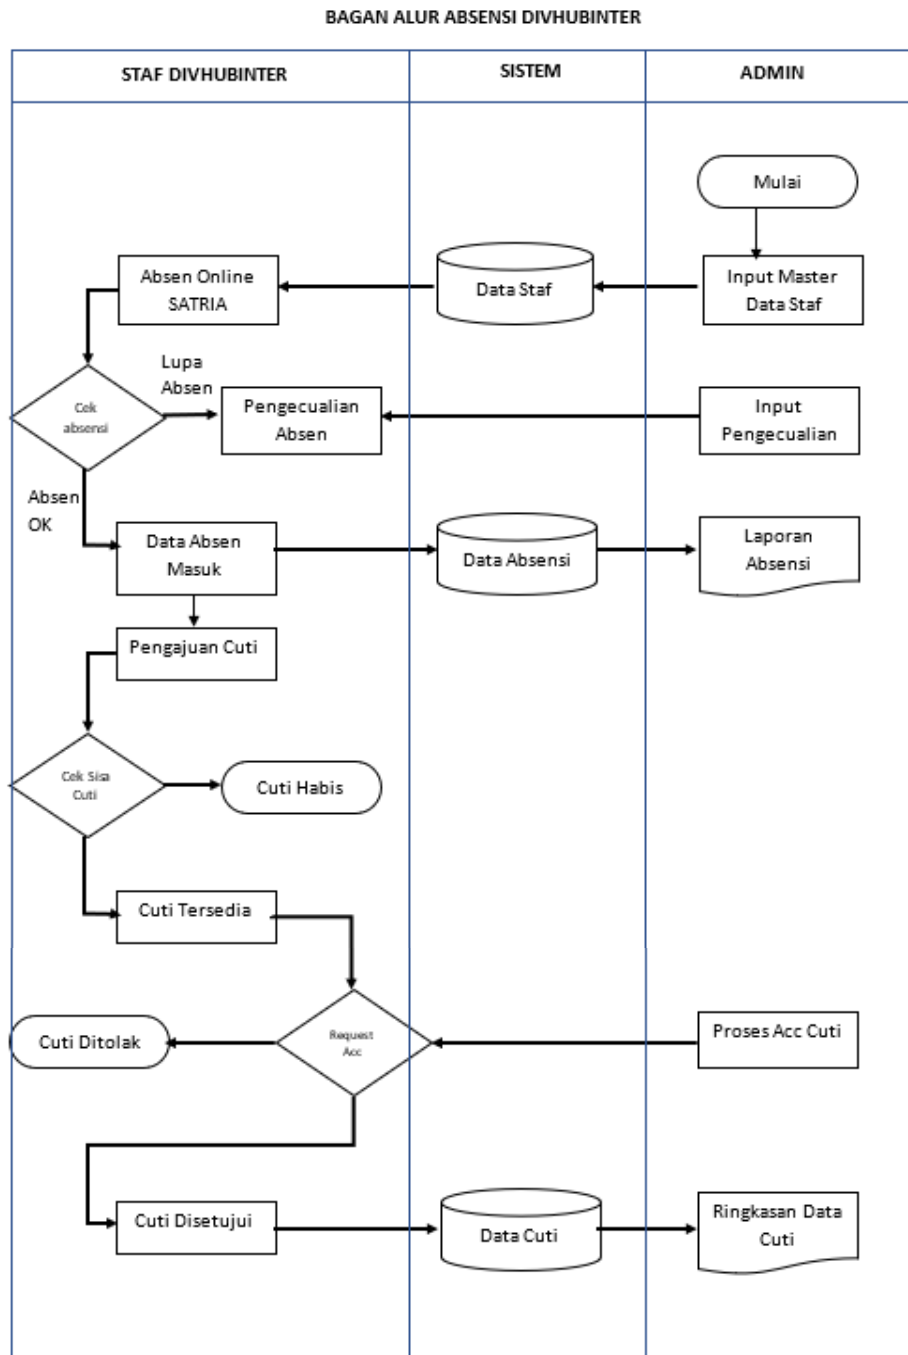 BAGAN ALUR ABSENSI DIVHUBINTER
STAF DIVHUBINTER
SISTEM
ADMIN
Mulai
Absen Online
SATRIA
Data Staf
Input Master
Data Staf
Lupa
Absen
Cek
absensi
Pengecualian
Absen
Input
Pengecualian
Absen
OK
Data Absen
Masuk
Data Absensi
Laporan
Absensi
Pengajuan Cuti
Cek Sisa
Cuti
Cuti Habis
Cuti Tersedia
Cuti Ditolak
Request
Acc
Proses Acc Cuti
Cuti Disetujui
Data Cuti
Ringkasan Data
Cuti